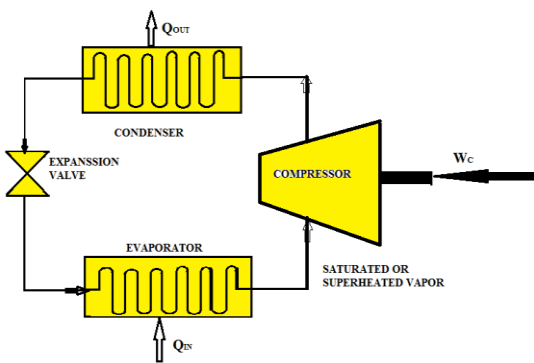 QOUT
CONDENSER
EXPANSSION
VALVE
COMPRESSOR
WC
EVAPORATOR
SATURATED OR
SUPERHEATED VAPOR
QIN